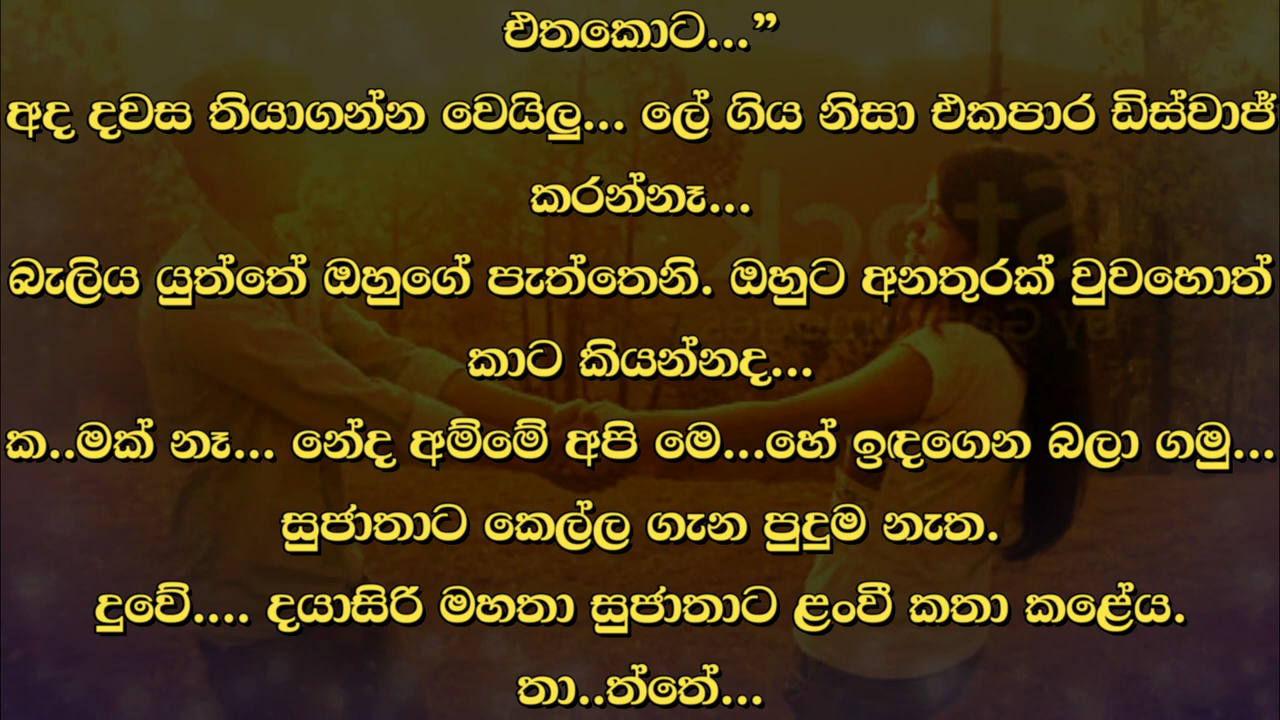 එතකොට...”
අද දවස තියාගන්න වෙයිලු... ලේ ගිය නිසා එකපාර ඩිස්චාජ්
කරන්නෑ...
බැලිය යුත්තේ ඔහුගේ පැත්තෙනි. ඔහුට අනතුරක් වුවහොත්
කාට කියන්නද...
ක..මක් නෑ... නේද අම්මේ අපි මෙ...හේ ඉඳගෙන බලා ගමු...
සුජාතාට කෙල්ල ගැන පුදුම නැත.
දුවේ.... දයාසිරි මහතා සුජාතාට ළංවී කතා කළේය.
තා..ත්තේ...